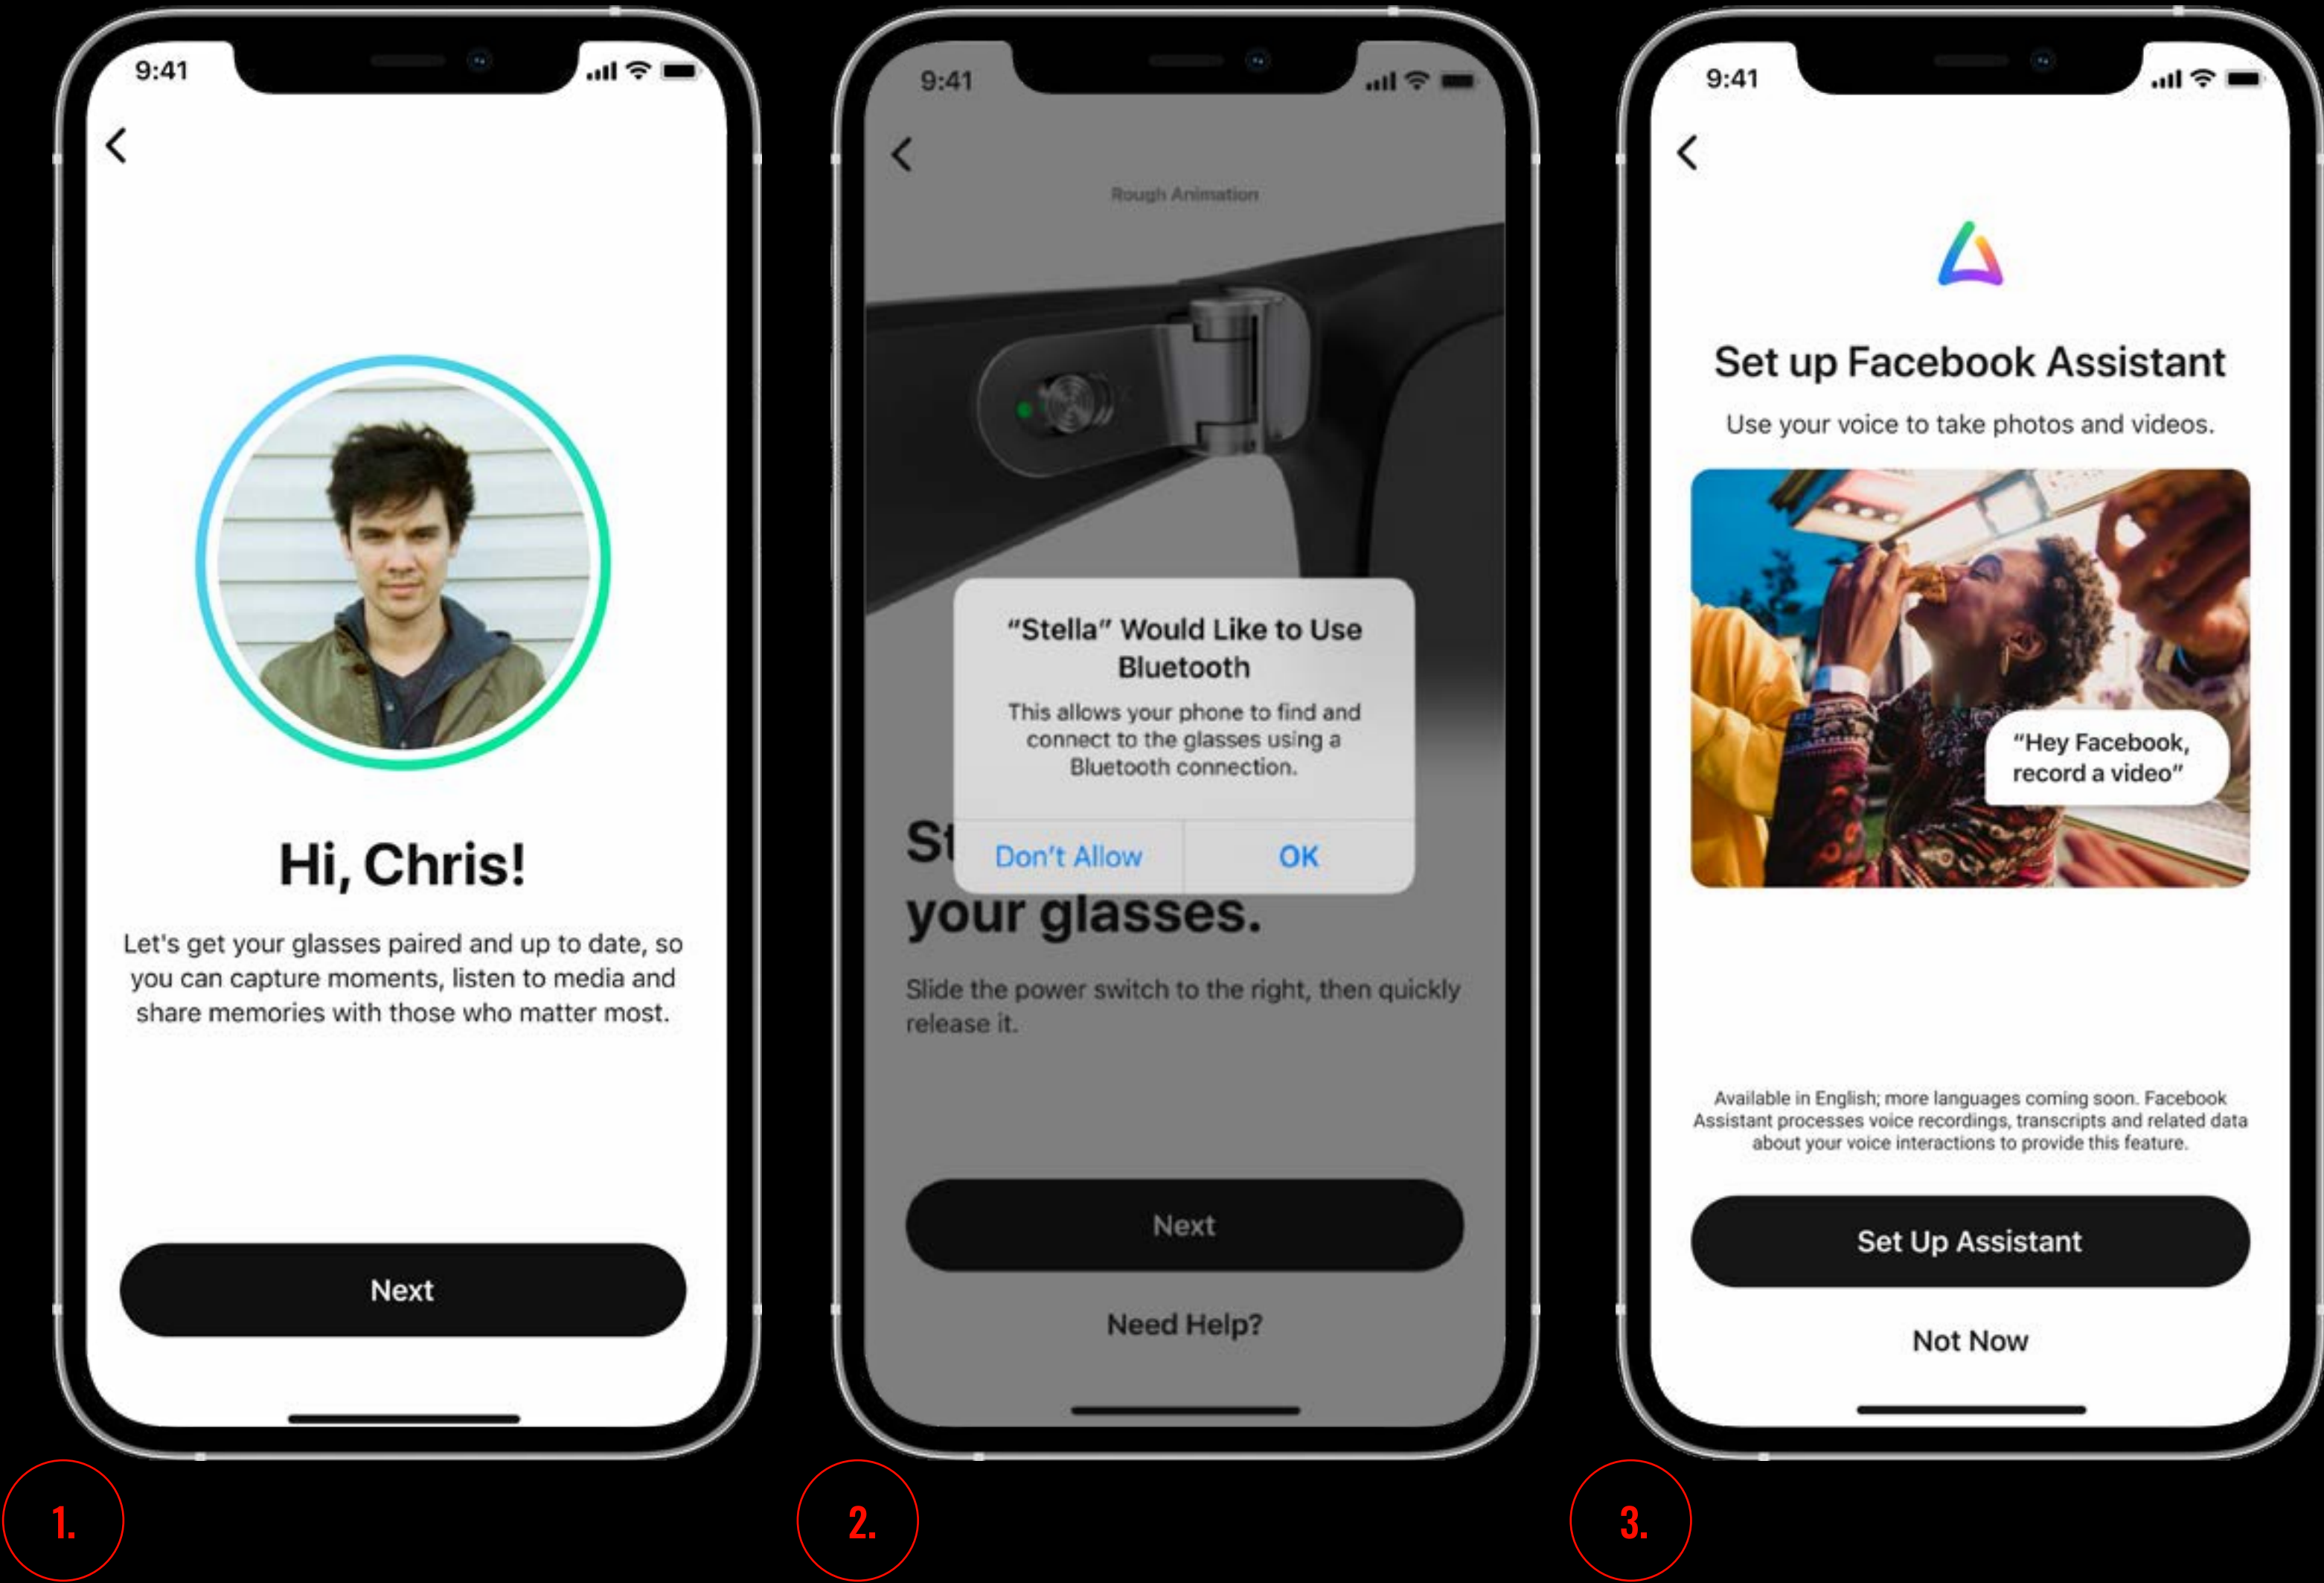 9:41
Hi, Chris!
Let's get your glasses paired and up to date, so
you can capture moments, listen to media and
share memories with those who matter most.
Next
1.
9:41
Rough Animation
“Stella” Would Like to Use
Bluetooth
This allows your phone to find and
connect to the glasses using a
Bluetooth connection.
Don't Allow
OK
your glasses.
Slide the power switch to the right, then quickly
release it.
Next
Need Help?
2.
9:41
Set up Facebook Assistant
Use your voice to take photos and videos.
“Hey Facebook,
record a video”
Available in English; more languages coming soon. Facebook
Assistant processes voice recordings, transcripts and related data
about your voice interactions to provide this feature.
Set Up Assistant
Not Now
3.